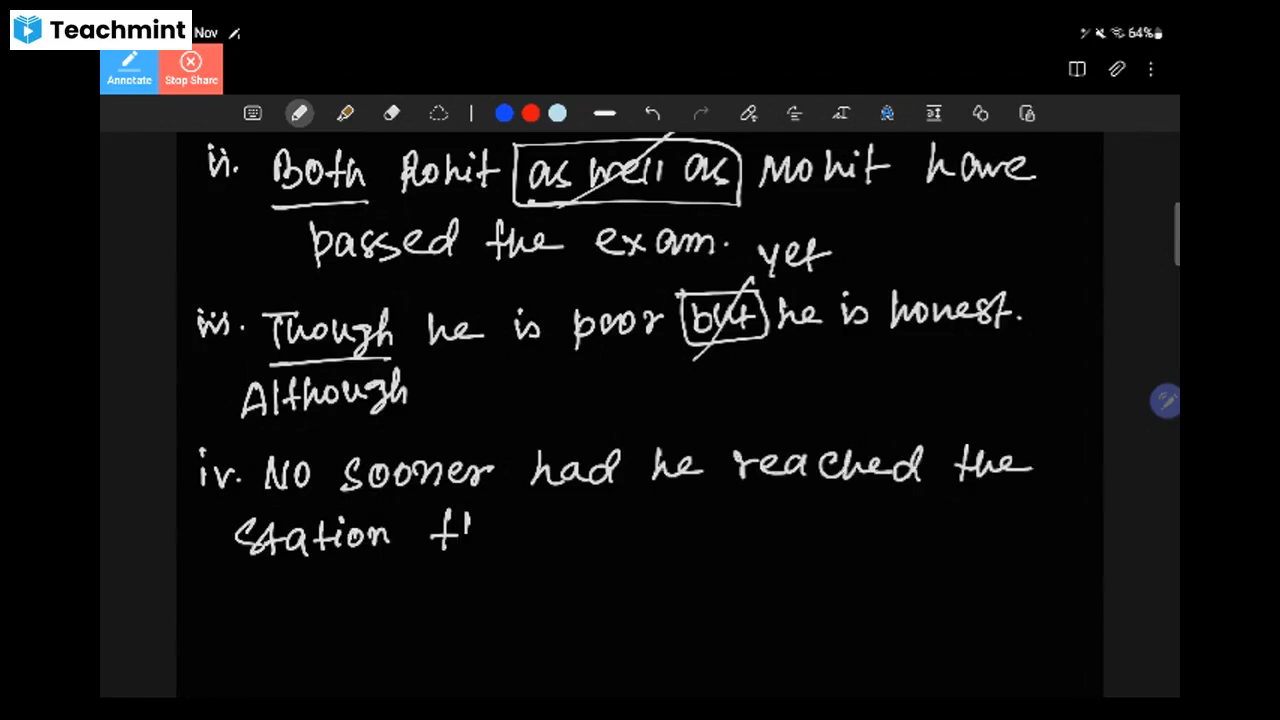 Teachmint
Nov
64%
Annotate
Stop Share
ii. Both Rohit as well as Mohit have
passed the exam.
yet
iii. Though he is poor but he is honest.
Although
iv. No sooner had he reached the
station